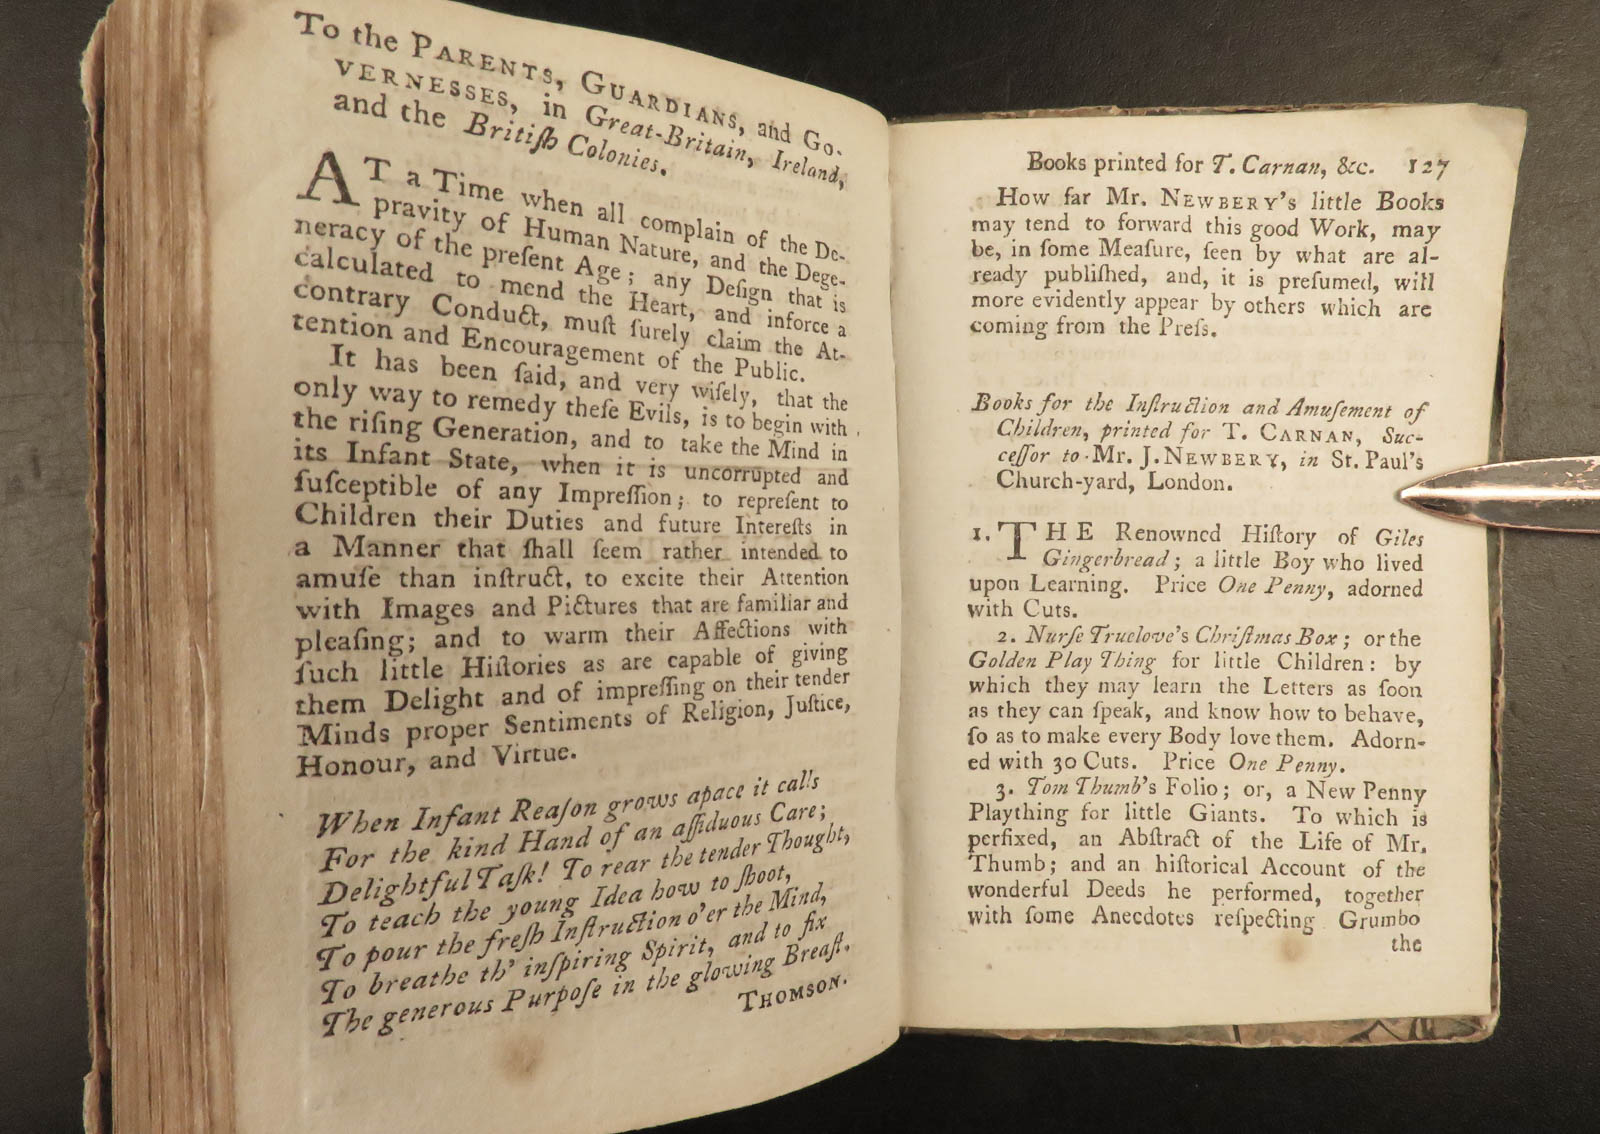 To the PARENTS, GUARDIANS, and GO-
VERNESSES, in Great-Britain, Ireland,
and the Britiſh Colonies.
AT a Time when all complain of the De-
pravity of Human Nature, and the Dege-
neracy of the preſent Age; any Deſign that is
calculated to mend the Heart, and inforce a
contrary Conduct, muſt ſurely claim the At-
tention and Encouragement of the Public.
It has been ſaid, and very wiſely, that the
only way to remedy theſe Evils, is to begin with
the riſing Generation, and to take the Mind in
its Infant State, when it is uncorrupted and
ſuſceptible of any Impreſſion; to repreſent to
Children their Duties and future Intereſts in
a Manner that ſhall ſeem rather intended to
amuſe than inſtruct, to excite their Attention
with Images and Pictures that are familiar and
pleaſing; and to warm their Affections with
ſuch little Hiſtories as are capable of giving
them Delight and of impreſſing on their tender
Minds proper Sentiments of Religion, Juſtice,
Honour, and Virtue.
When Infant Reaſon grows apace it calls
For the kind Hand of an aſſiduous Care;
Delightful Taſk! To rear the tender Thought,
To teach the young Idea how to ſhoot,
To pour the freſh Inſtruction o'er the Mind,
To breathe th' inſpiring Spirit, and to fix
The generous Purpoſe in the glowing Breaſt.
THOMSON.
Books printed for T. Carnan, &c. 127
How far Mr. NEWBERY'S little Books
may tend to forward this good Work, may
be, in ſome Meaſure, ſeen by what are al-
ready publiſhed, and, it is preſumed, will
more evidently appear by others which are
coming from the Preſs.
Books for the Inſtruction and Amuſement of
Children, printed for T. CARNAN, Suc-
ceſſor to Mr. J. NEWBERY, in St. Paul's
Church-yard, London.
1. THE Renowned Hiſtory of Giles
Gingerbread; a little Boy who lived
upon Learning. Price One Penny, adorned
with Cuts.
2. Nurſe Truelove's Chriſtmas Box; or the
Golden Play Thing for little Children: by
which they may learn the Letters as ſoon
as they can ſpeak, and know how to behave,
ſo as to make every Body love them. Adorn-
ed with 30 Cuts. Price One Penny.
3. Tom Thumb's Folio; or, a New Penny
Plaything for little Giants. To which is
perfixed, an Abſtract of the Life of Mr.
Thumb; and an hiſtorical Account of the
wonderful Deeds he performed, together
with ſome Anecdotes reſpecting Grumbo
the